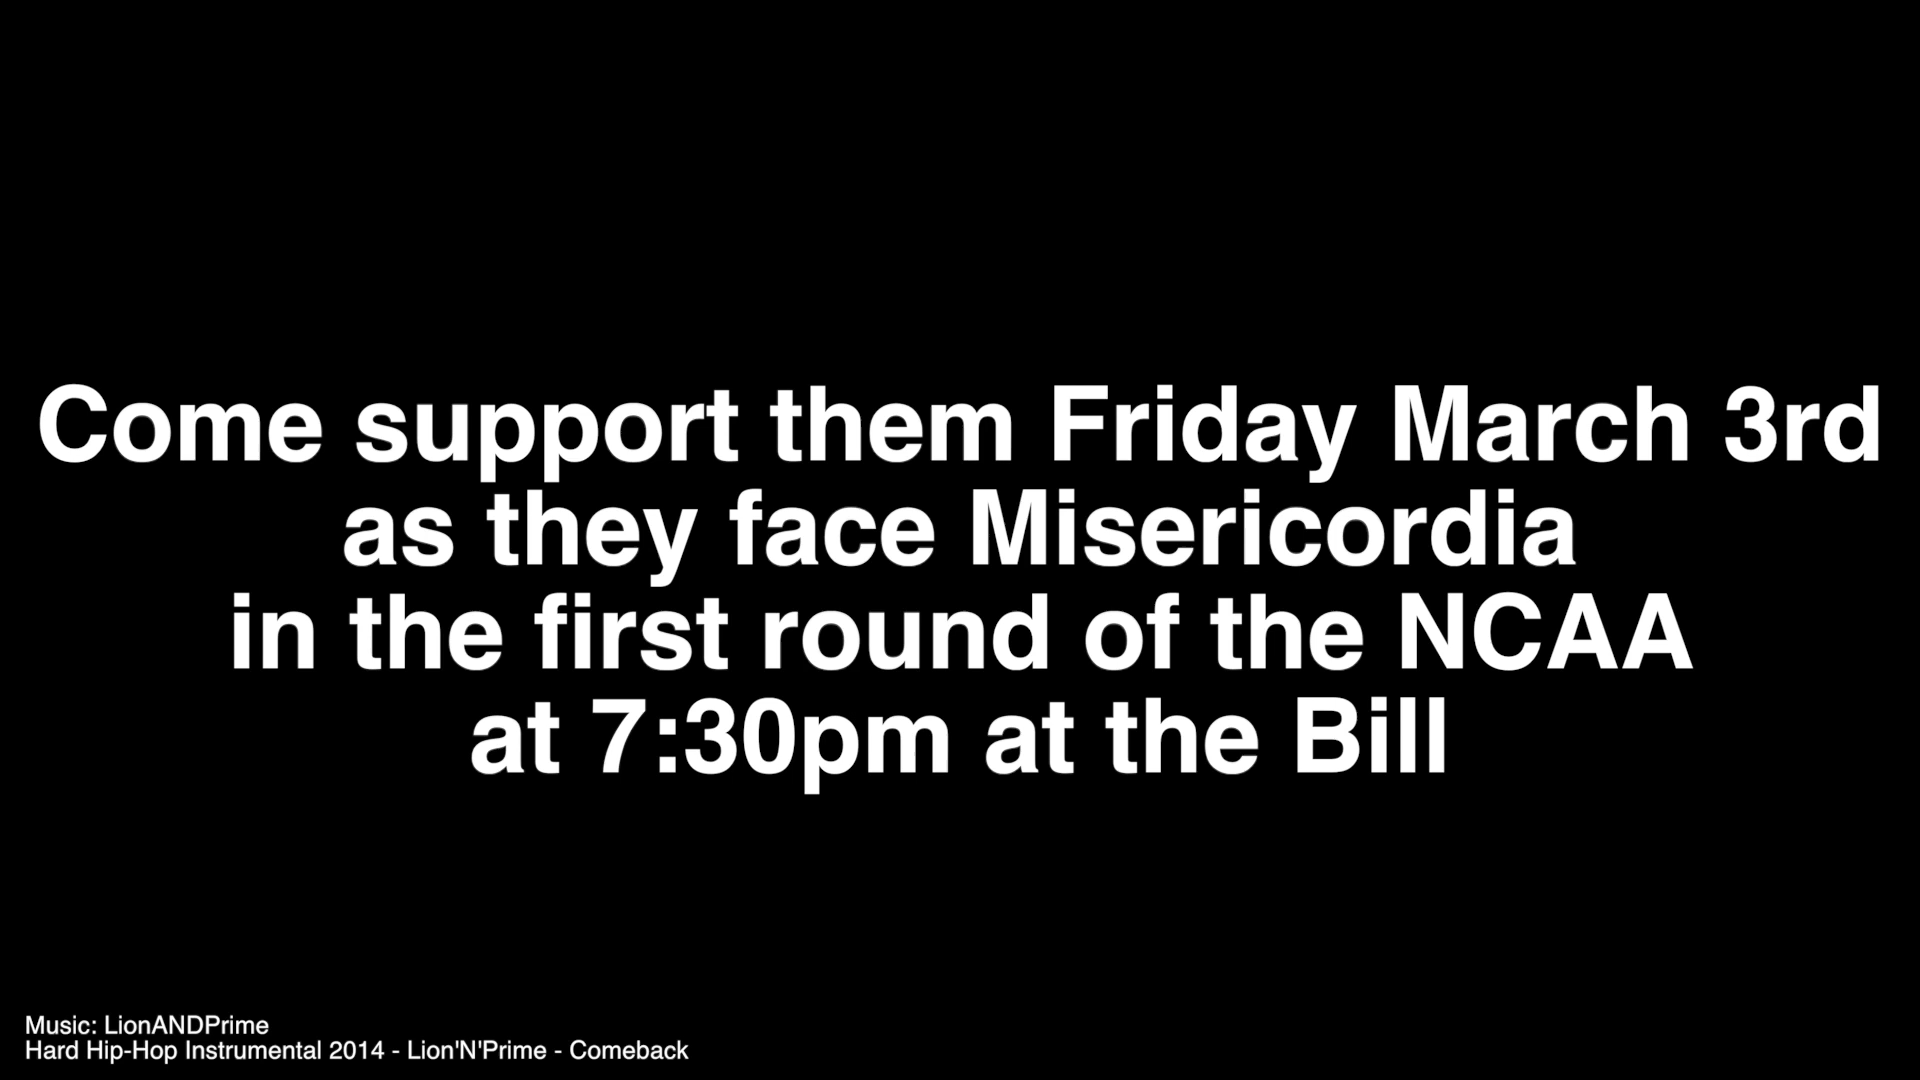 Come support them Friday March 3rd
as they face Misericordia
in the first round of the NCAA
at 7:30pm at the Bill
Music: LionANDPrime
Hard Hip-Hop Instrumental 2014 - Lion'N'Prime - Comeback